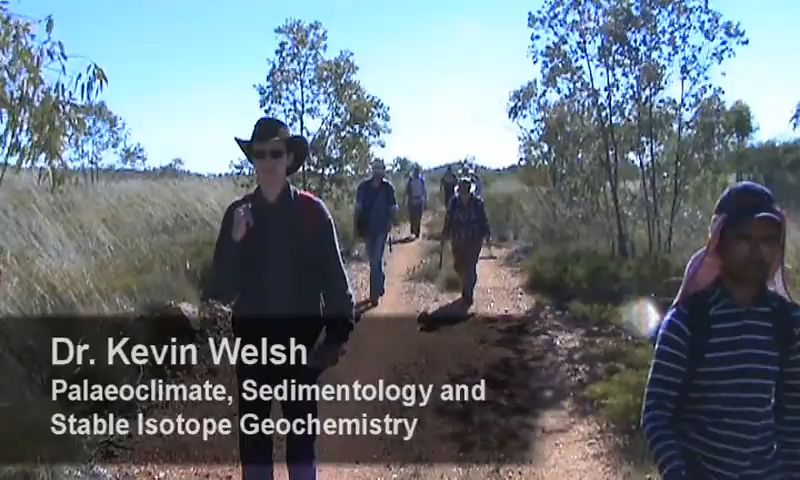 Dr. Kevin Welsh
Palaeoclimate, Sedimentology and
Stable Isotope Geochemistry